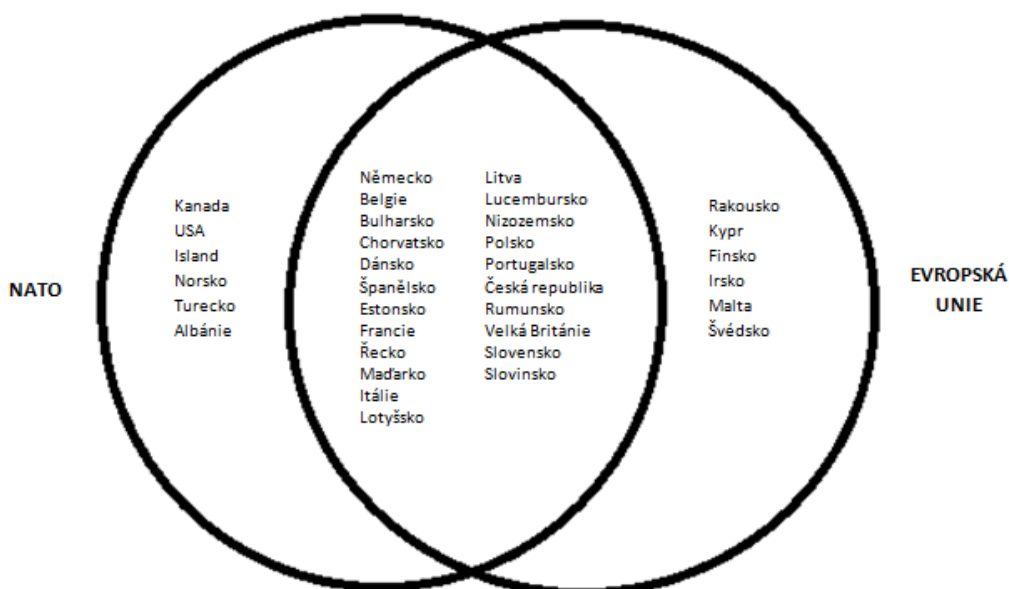 NATO
Kanada
USA
Island
Norsko
Turecko
Albánie
Německo
Belgie
Bulharsko
Chorvatsko
Dánsko
Španělsko
Estonsko
Francie
Řecko
Maďarko
Itálie
Lotyšsko
Litva
Lucembursko
Nizozemsko
Polsko
Portugalsko
Česká republika
Rumunsko
Velká Británie
Slovensko
Slovinsko
Rakousko
Kypr
Finsko
Irsko
Malta
Švédsko
EVROPSKÁ
UNIE